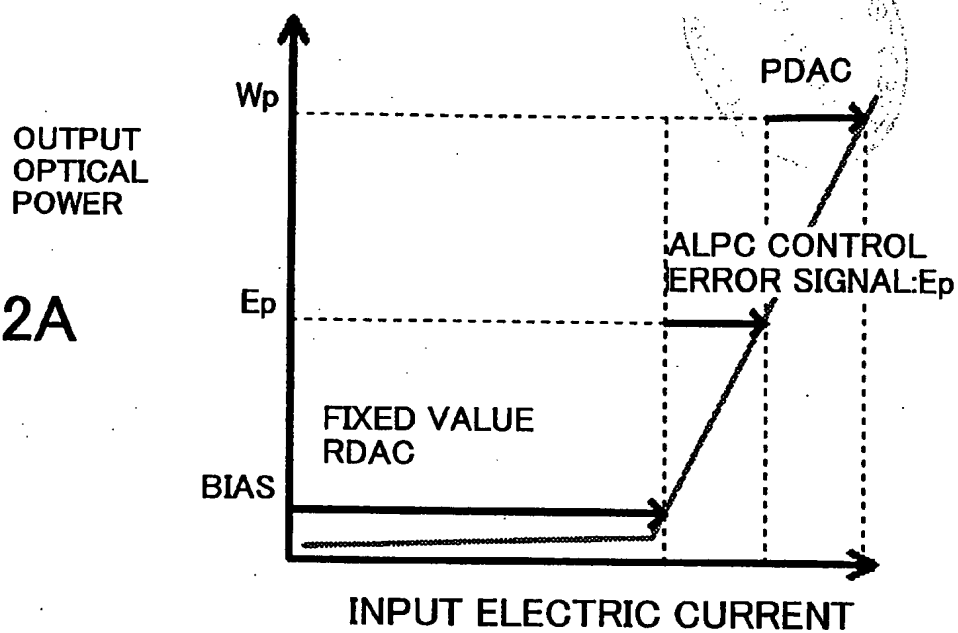 PDAC
Wp
OUTPUT
OPTICAL
POWER
ALPC CONTROL
ERROR SIGNAL:Ep
Ep
2A
FIXED VALUE
RDAC
BIAS
INPUT ELECTRIC CURRENT